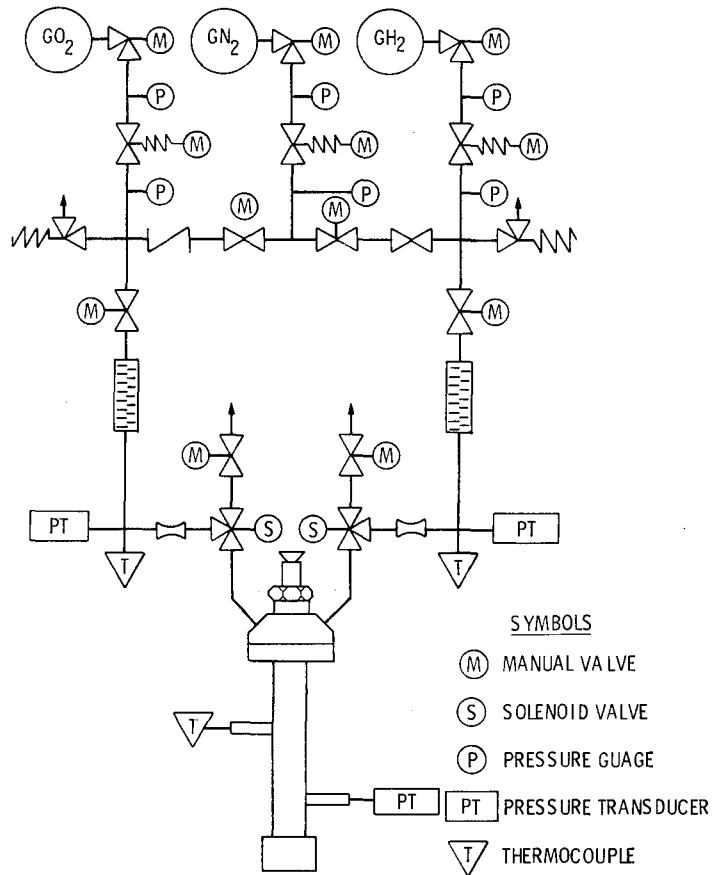 GO2 M GN2 M GH2 M
P P P
M M M
P P P
M M
M M
M M
PT S S PT
T T
SYMBOLS
M MANUAL VALVE
S SOLENOID VALVE
T
P PRESSURE GUAGE
PT PT PRESSURE TRANSDUCER
T THERMOCOUPLE